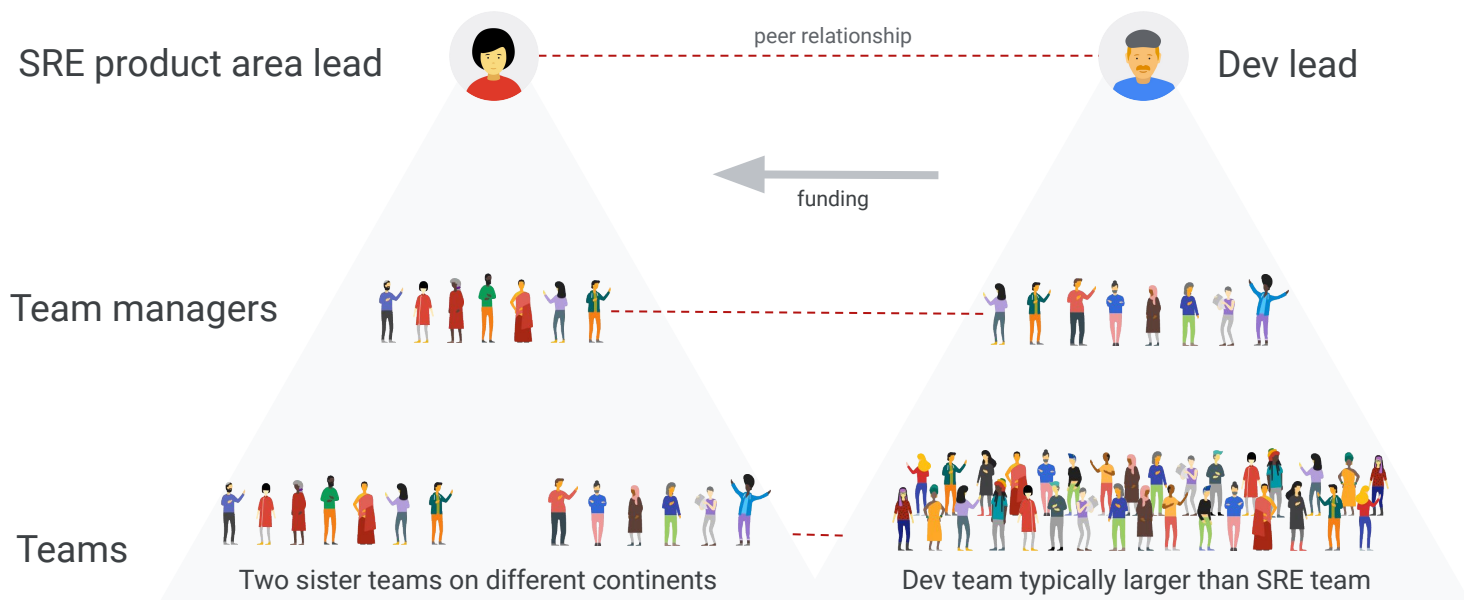 SRE product area lead
peer relationship
Dev lead
funding
Team managers
Teams
Two sister teams on different continents
Dev team typically larger than SRE team